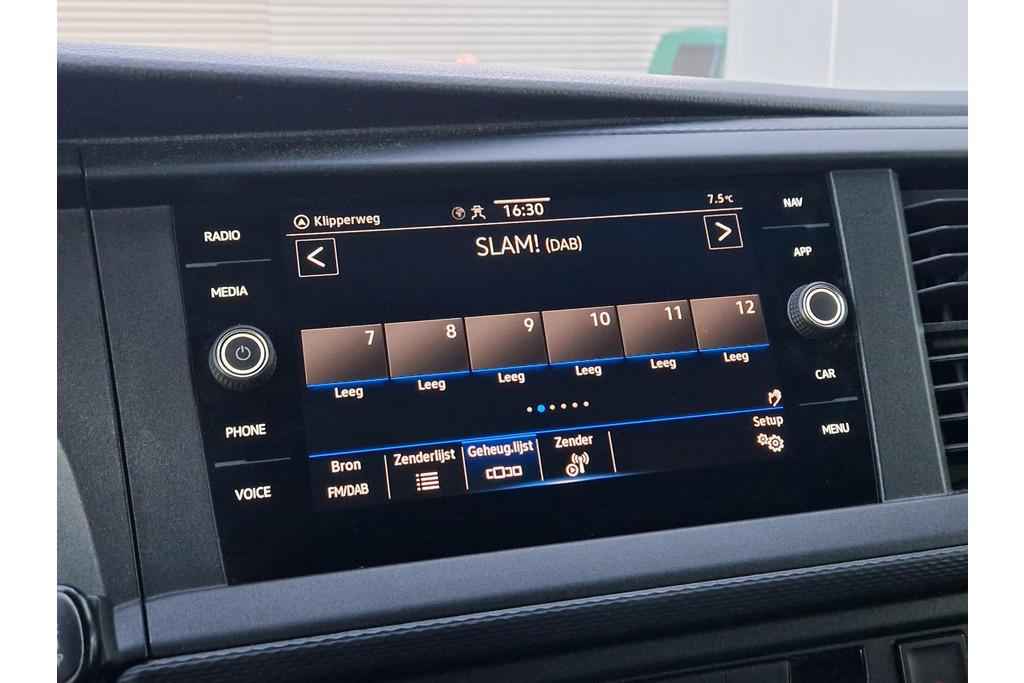 Klipperweg
16:30
7.5°C
SLAM! (DAB)
<
>
7
8
9
10
11
12
Leeg
Leeg
Leeg
Leeg
Leeg
Leeg
Bron
FM/DAB
Zenderlijst
Geheug.lijst
Zender
Setup
RADIO
MEDIA
PHONE
VOICE
NAV
APP
CAR
MENU